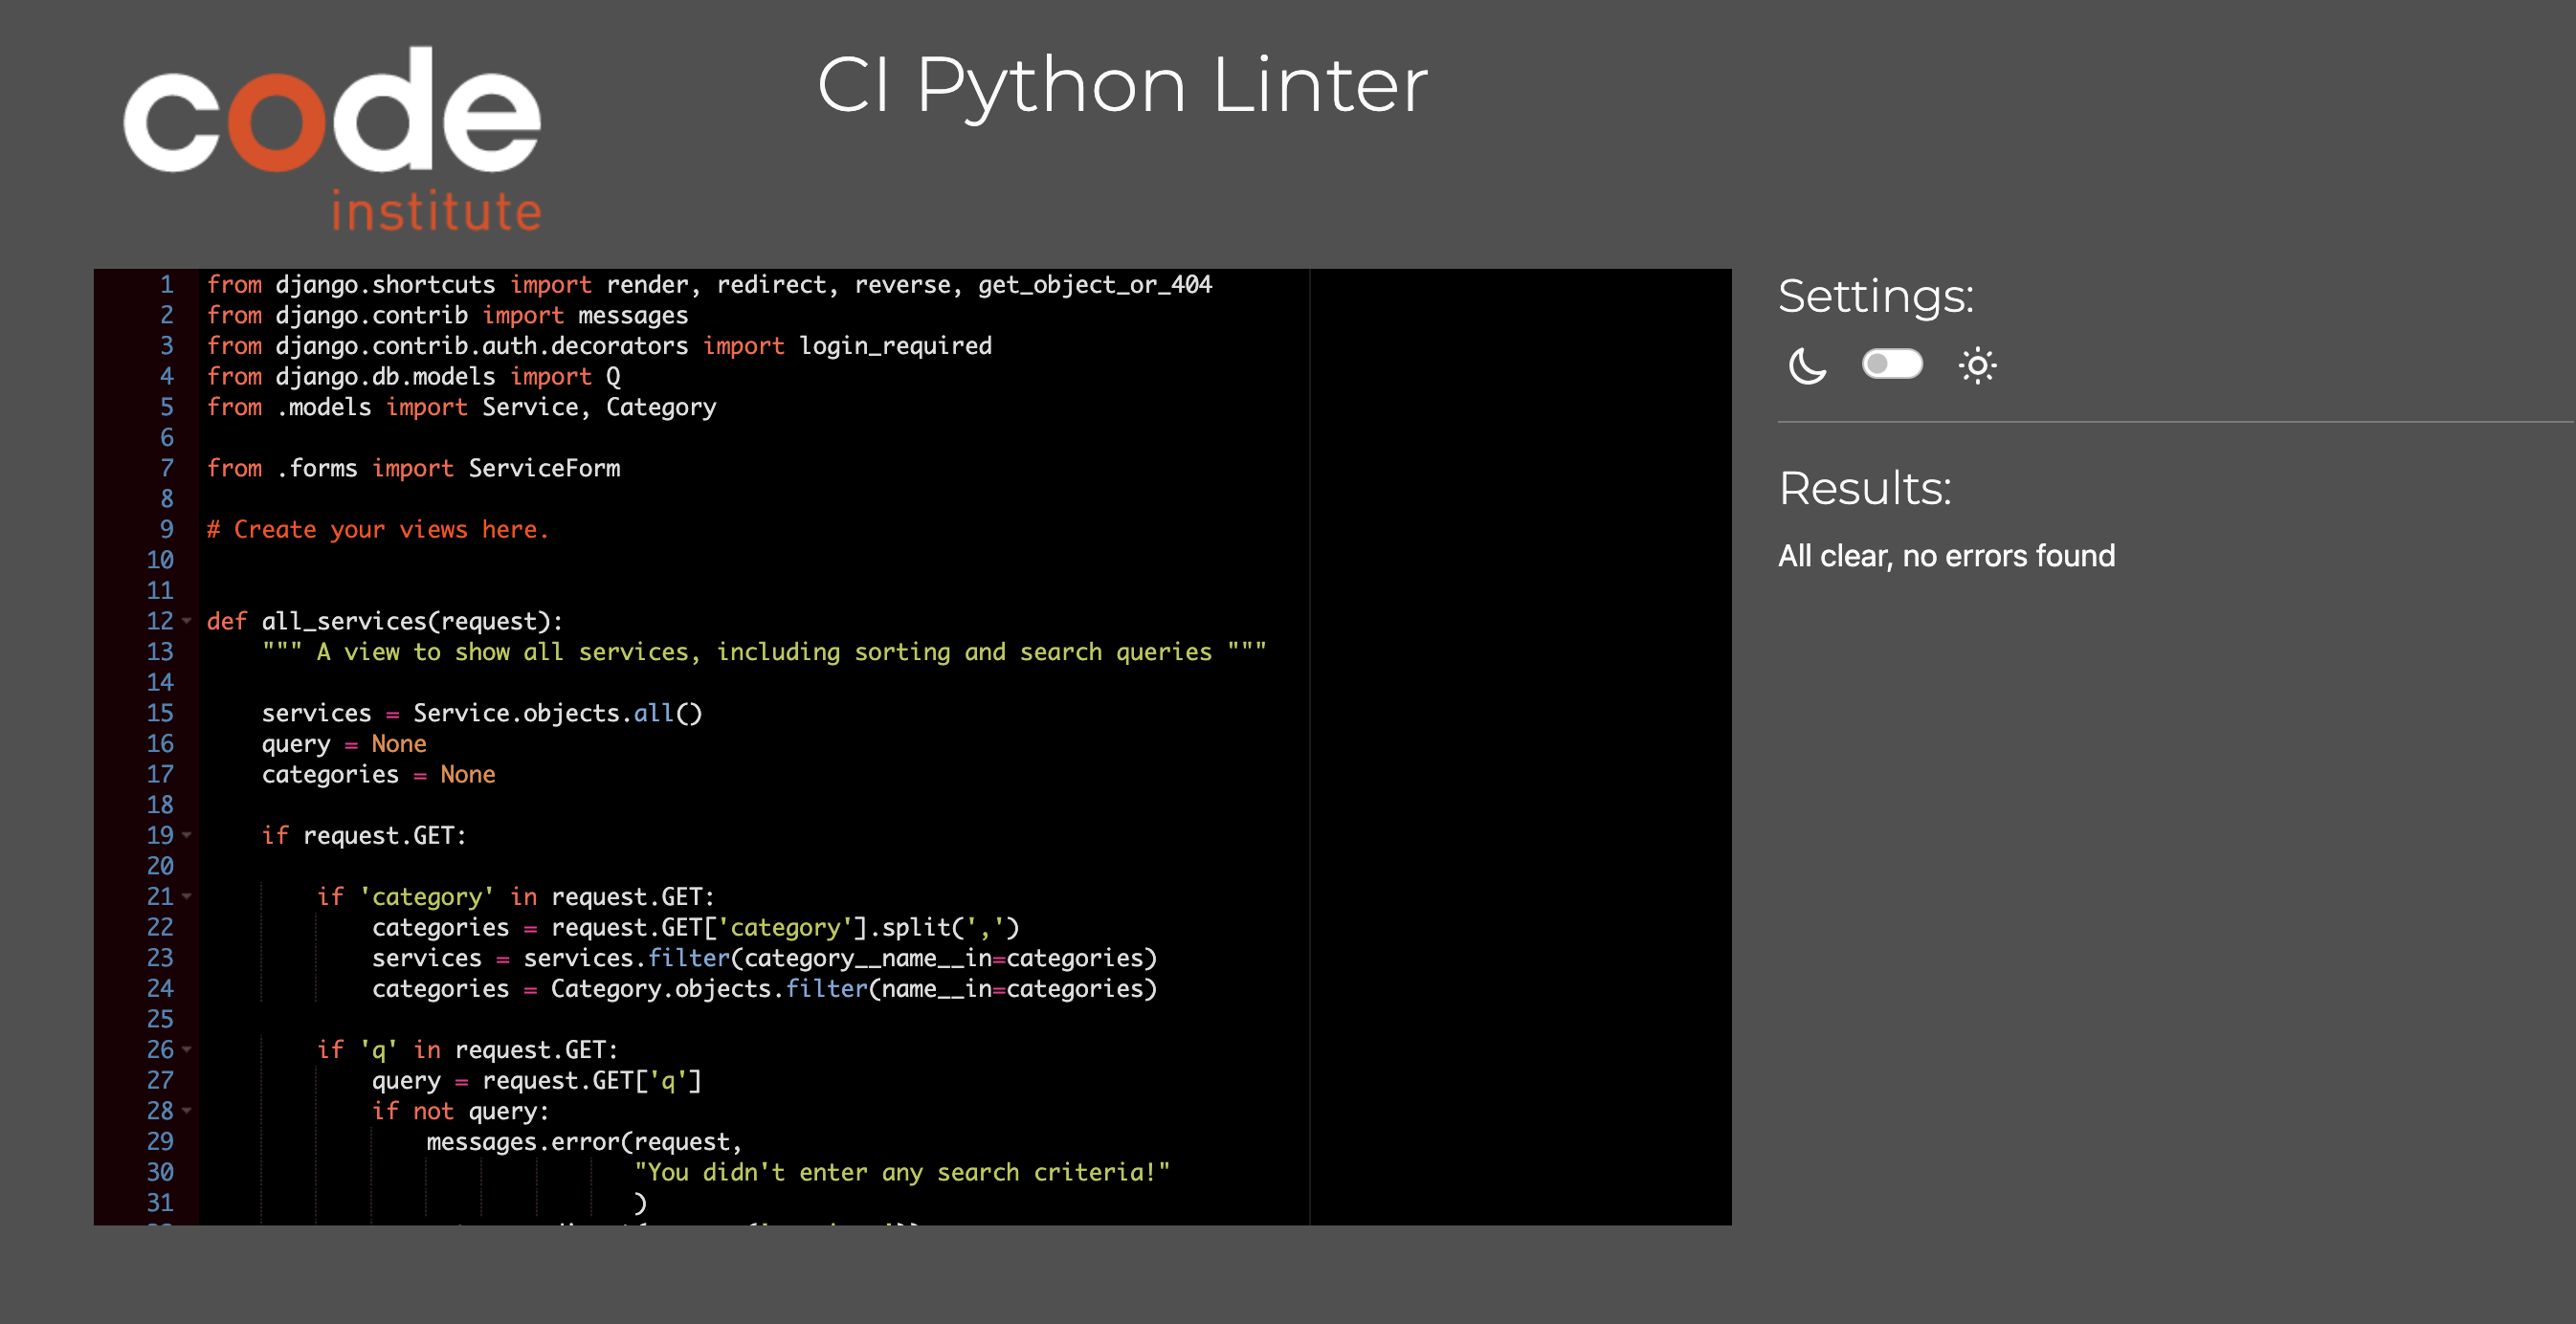 code
institute
CI Python Linter
1 from django.shortcuts import render, redirect, reverse, get_object_or_404
2 from django.contrib import messages
3 from django.contrib.auth.decorators import login_required
4 from django.db.models import Q
5 from .models import Service, Category
6
7 from .forms import ServiceForm
8
9 # Create your views here.
10
11
12 def all_services(request):
13     """ A view to show all services, including sorting and search queries """
14
15     services = Service.objects.all()
16     query = None
17     categories = None
18
19     if request.GET:
20
21         if 'category' in request.GET:
22             categories = request.GET['category'].split(',')
23             services = services.filter(category__name__in=categories)
24             categories = Category.objects.filter(name__in=categories)
25
26         if 'q' in request.GET:
27             query = request.GET['q']
28             if not query:
29                 messages.error(request,
30                                "You didn't enter any search criteria!"
31                                )
Settings:
Results:
All clear, no errors found